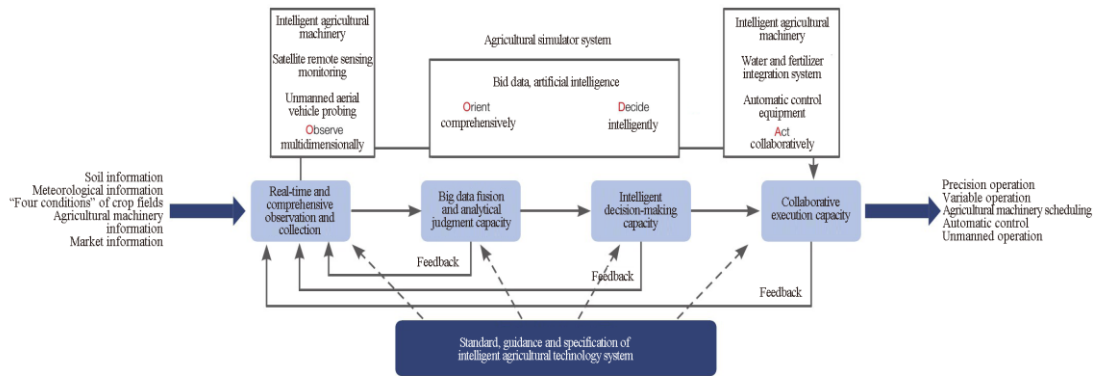 Intelligent agricultural
machinery
Satellite remote sensing
monitoring
Unmanned aerial
vehicle probing
Observe
multidimensionally
Agricultural simulator system
Bid data, artificial intelligence
Orient
comprehensively
Decide
intelligently
Intelligent agricultural
machinery
Water and fertilizer
integration system
Automatic control
equipment
Act
collaboratively
Soil information
Meteorological information
“Four conditions” of crop fields
Agricultural machinery
information
Market information
Real-time and
comprehensive
observation and
collection
Big data fusion
and analytical
judgment capacity
Intelligent
decision-making
capacity
Collaborative
execution capacity
Precision operation
Variable operation
Agricultural machinery scheduling
Automatic control
Unmanned operation
Feedback
Feedback
Feedback
Standard, guidance and specification of
intelligent agricultural technology system